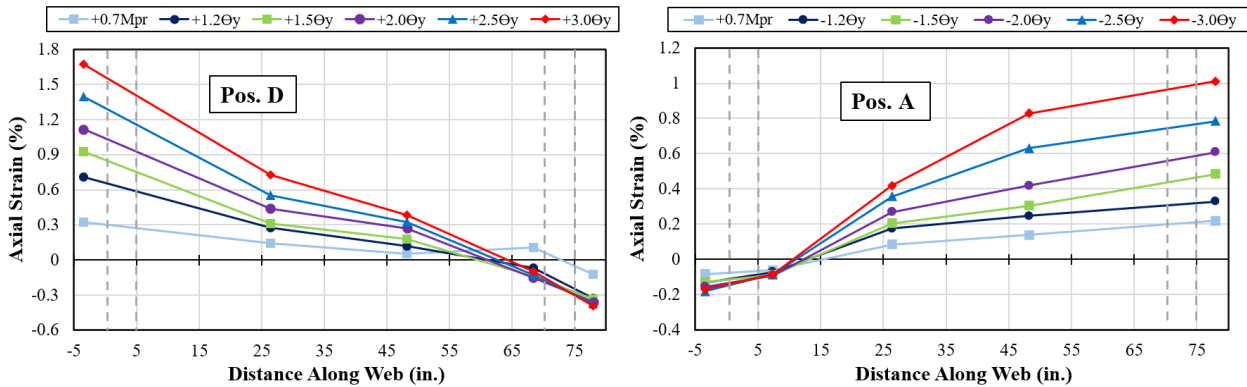 +0.7Mpr +1.2Θy +1.5Θy +2.0Θy +2.5Θy +3.0Θy
Pos. D
Axial Strain (%)
1.8
1.5
1.2
0.9
0.6
0.3
0
-0.3
-0.6
-5 5 15 25 35 45 55 65 75
Distance Along Web (in.)
+0.7Mpr -1.2Θy -1.5Θy -2.0Θy -2.5Θy -3.0Θy
Pos. A
Axial Strain (%)
1.2
1
0.8
0.6
0.4
0.2
0
-0.2
-0.4
-5 5 15 25 35 45 55 65 75
Distance Along Web (in.)